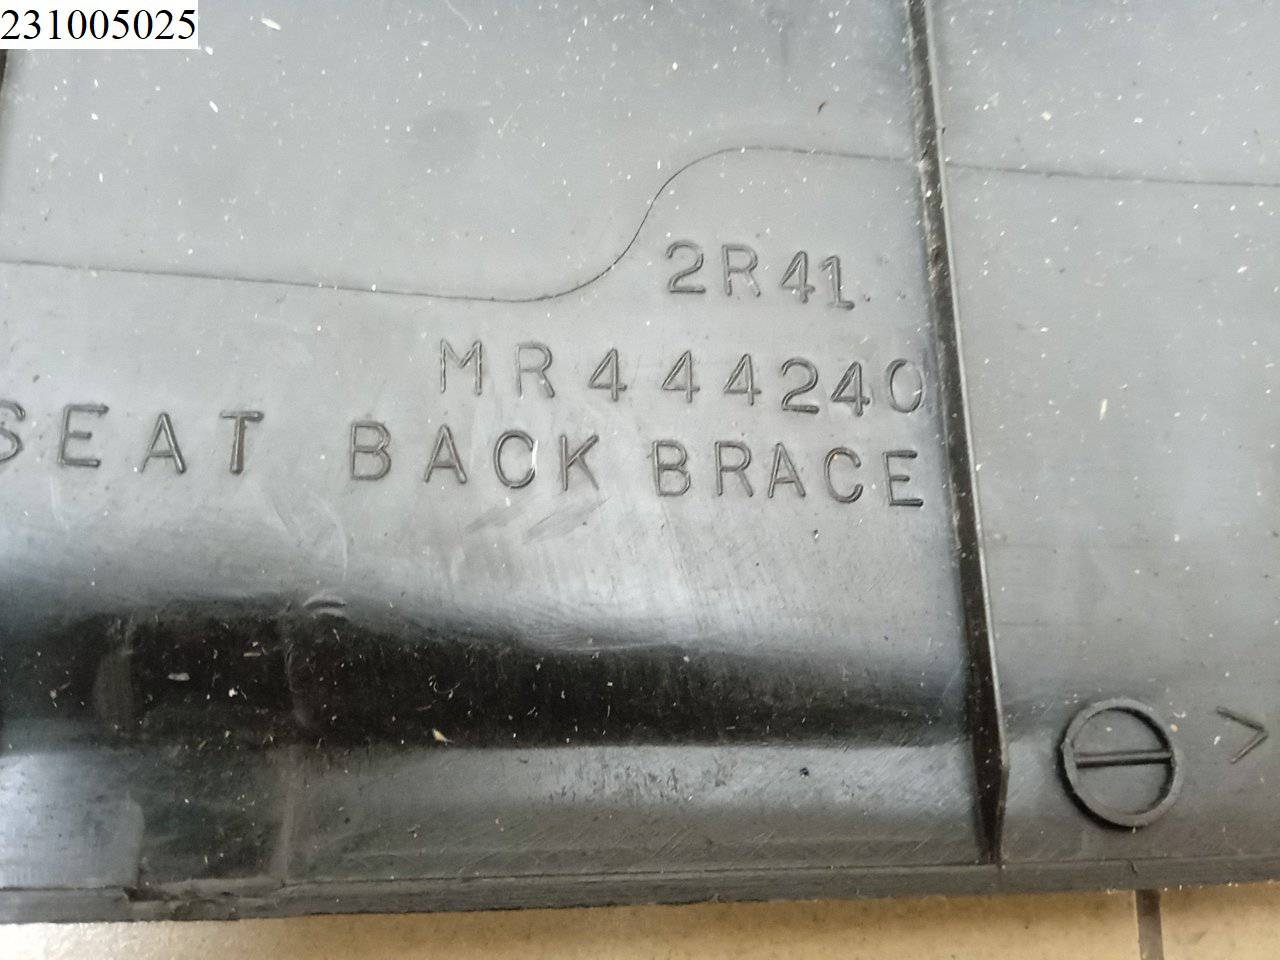 231005025
2R41
MR444240
SEAT BACK BRACE
>